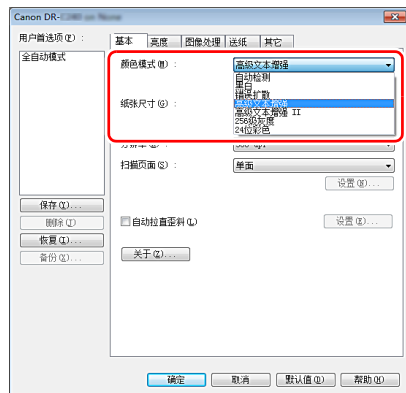 Canon DR-
用户首选项(E) :
全自动模式
保存(Y)...
删除(J)
恢复(X)...
备份(Z)...
基本 亮度 图像处理 送纸 其它
颜色模式(M) : 高级文本增强
自动检测
黑白
错误扩散
高级文本增强
高级文本增强 II
256级灰度
24位彩色
纸张尺寸(G) :
扫描页面(S) : 单面
设置(8)...
自动拉直歪斜(L) 设置(2)...
关于(Z)...
确定 取消 默认值(D) 帮助(H)